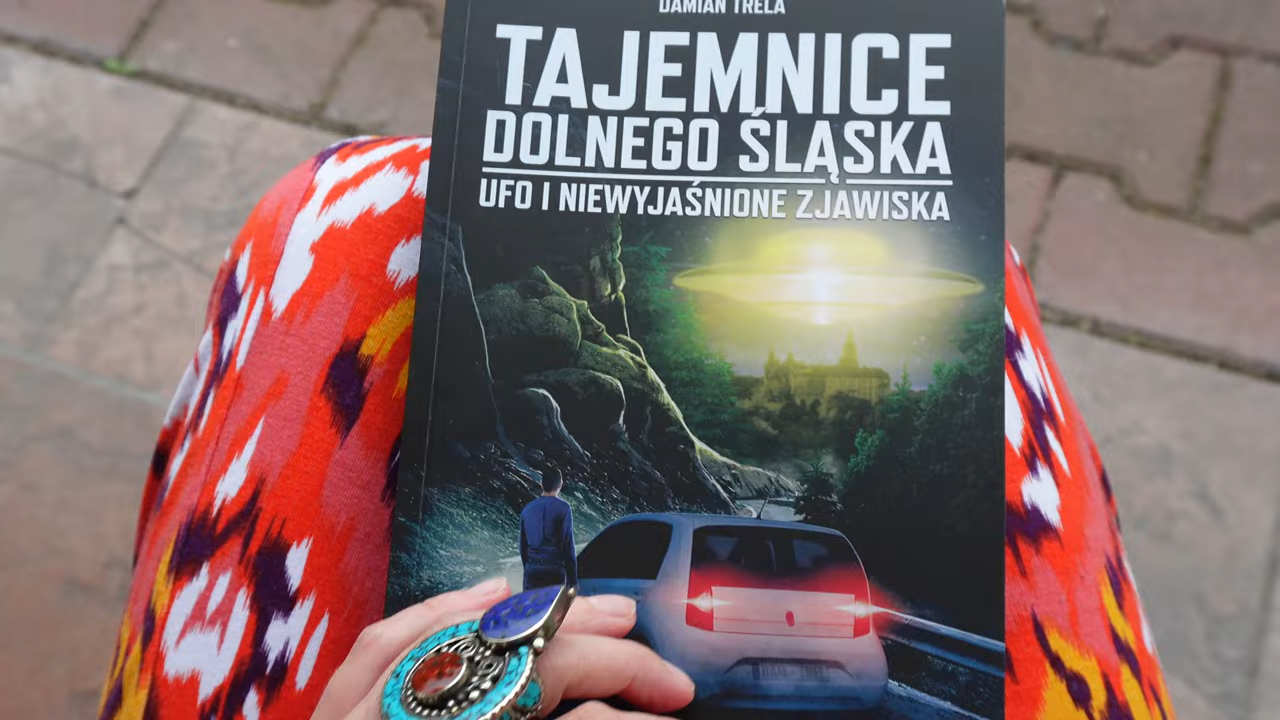 DAMIAN TRELA
TAJEMNICE
DOLNEGO ŚLĄSKA
UFO I NIEWYJAŚNIONE ZJAWISKA